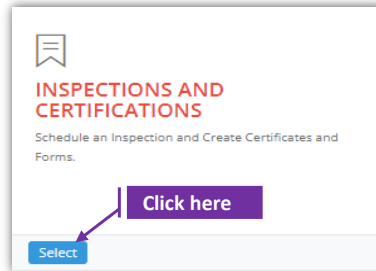 INSPECTIONS AND
CERTIFICATIONS
Schedule an Inspection and Create Certificates and
Forms.
Click here
Select